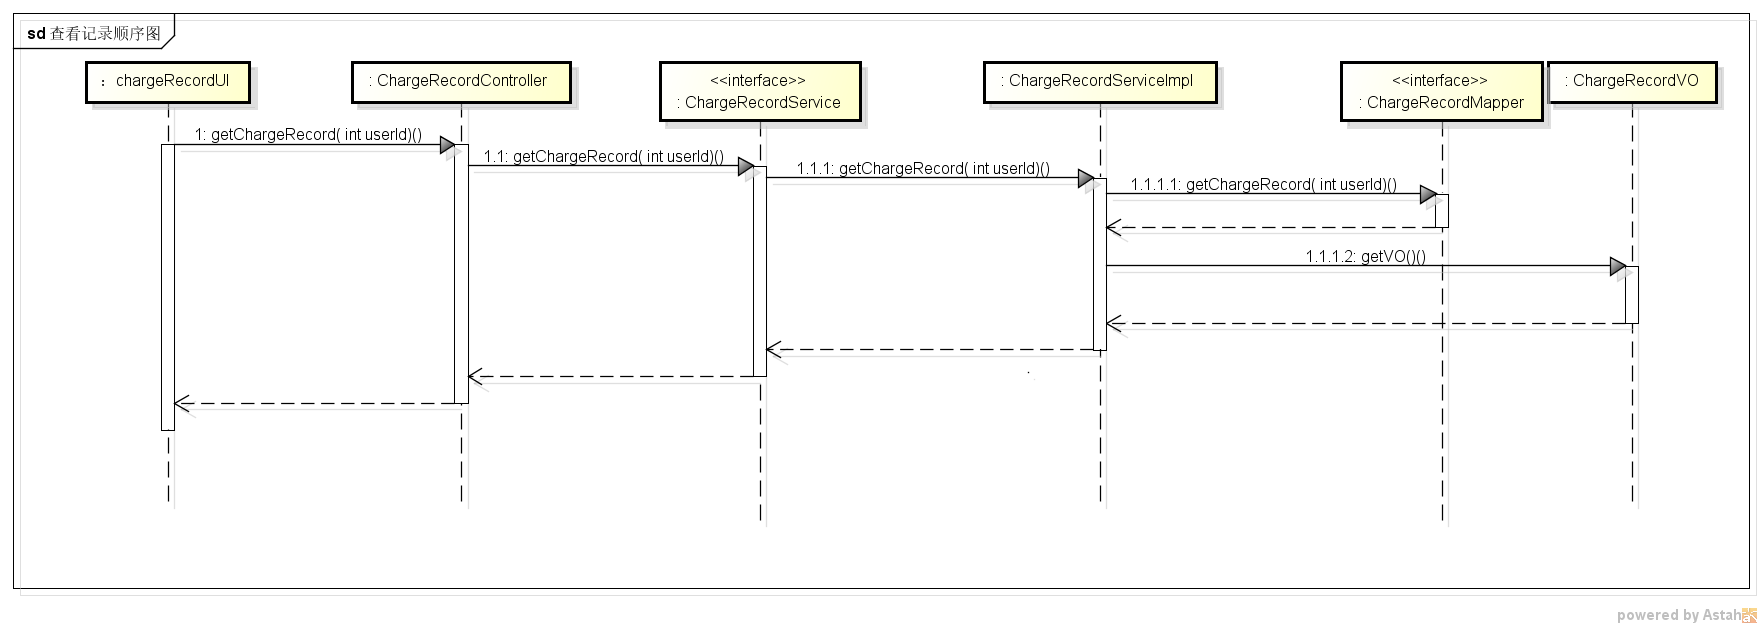 sd 查看记录顺序图
: chargeRecordUI
: ChargeRecordController
<<interface>>
: ChargeRecordService
: ChargeRecordServiceImpl
<<interface>>
: ChargeRecordMapper
: ChargeRecordVO
1: getChargeRecord( int userId)()
1.1: getChargeRecord( int userId)()
1.1.1: getChargeRecord( int userId)()
1.1.1.1: getChargeRecord( int userId)()
1.1.1.2: getVO()()
powered by Astah